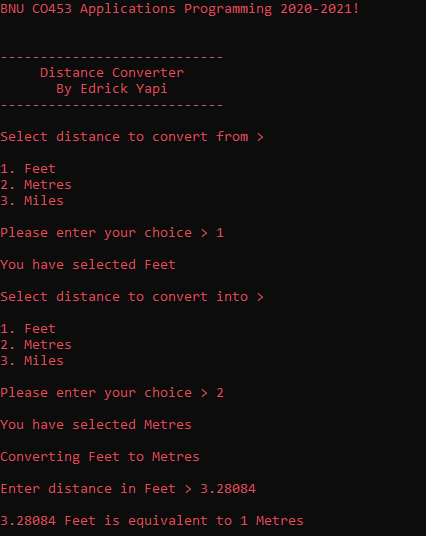 BNU CO453 Applications Programming 2020-2021!
----------------------------
Distance Converter
By Edrick Yapi
----------------------------
Select distance to convert from >
1. Feet
2. Metres
3. Miles
Please enter your choice > 1
You have selected Feet
Select distance to convert into >
1. Feet
2. Metres
3. Miles
Please enter your choice > 2
You have selected Metres
Converting Feet to Metres
Enter distance in Feet > 3.28084
3.28084 Feet is equivalent to 1 Metres